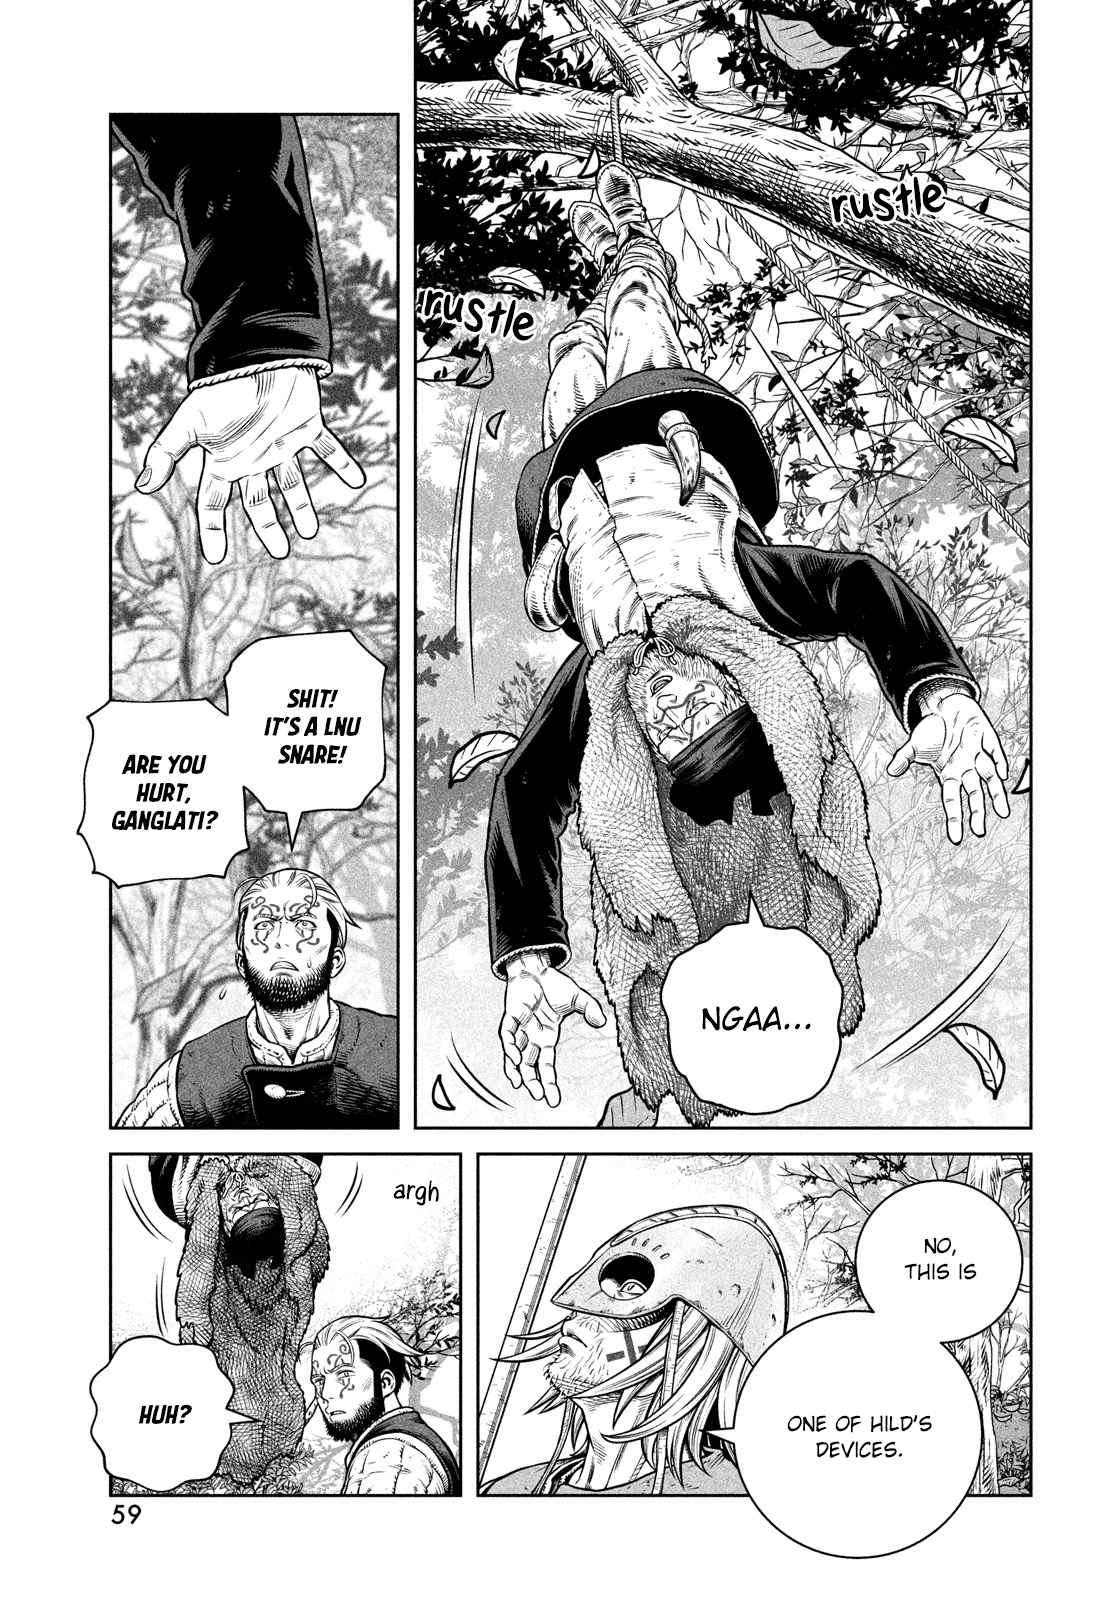 rustle
rustle
NGAA...
SHIT!
IT'S A LNU
SNARE!
ARE YOU
HURT,
GANGLATI?
NO,
THIS IS
ONE OF HILD'S
DEVICES.
argh
HUH?
59